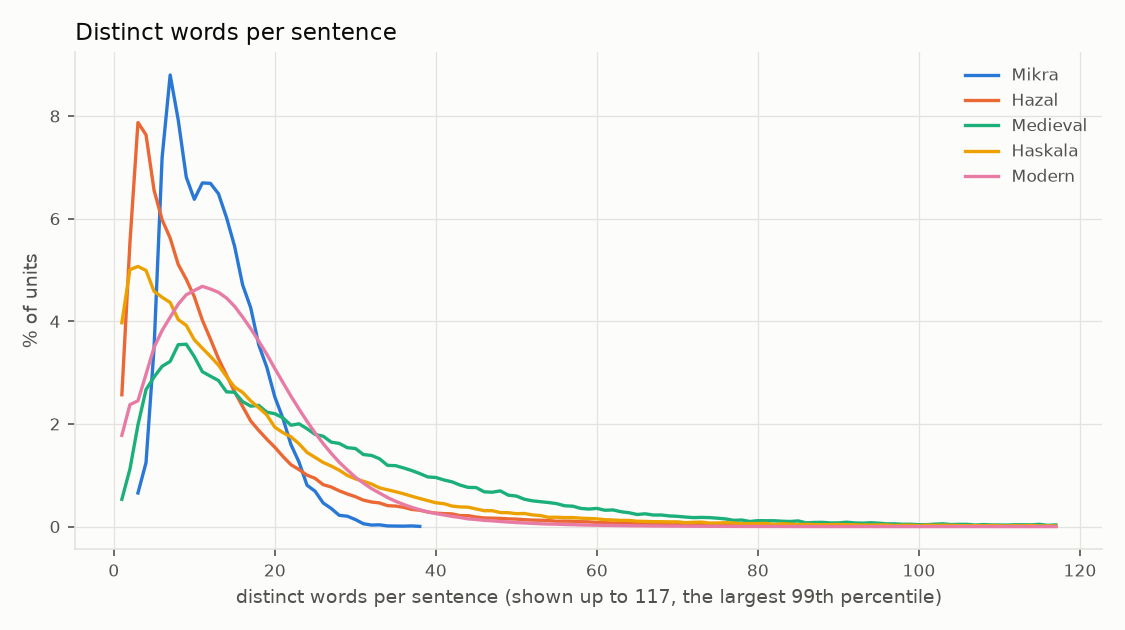 Distinct words per sentence
Mikra
Hazal
Medieval
Haskala
Modern
% of units
8
6
4
2
0
0 20 40 60 80 100 120
distinct words per sentence (shown up to 117, the largest 99th percentile)